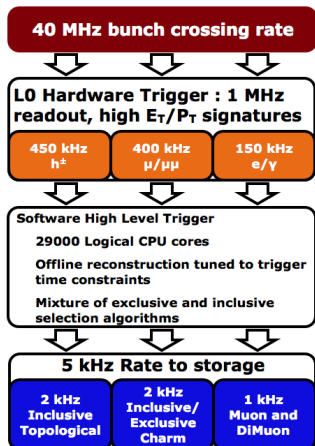 40 MHz bunch crossing rate
L0 Hardware Trigger : 1 MHz
readout, high E_T/P_T signatures
450 kHz
h±
400 kHz
μ/μμ
150 kHz
e/γ
Software High Level Trigger
29000 Logical CPU cores
Offline reconstruction tuned to trigger
time constraints
Mixture of exclusive and inclusive
selection algorithms
5 kHz Rate to storage
2 kHz
Inclusive
Topological
2 kHz
Inclusive/
Exclusive
Charm
1 kHz
Muon and
DiMuon